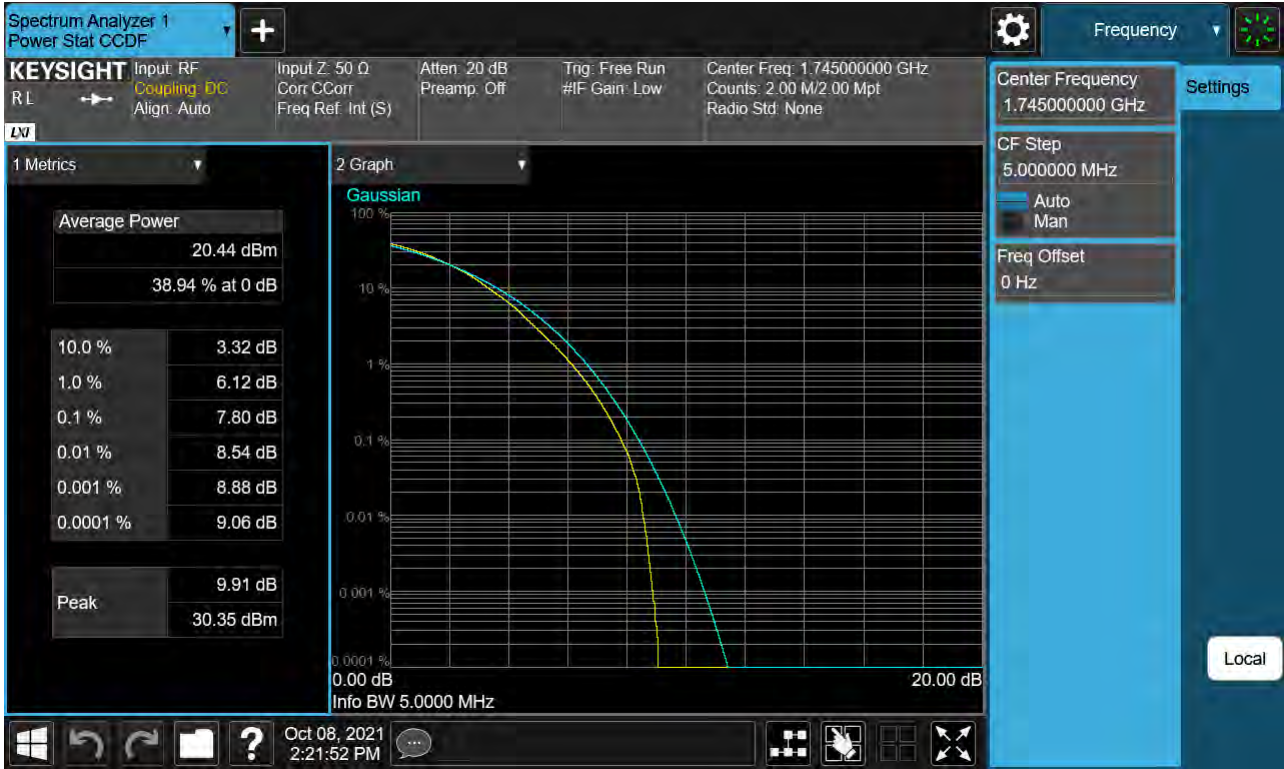 Spectrum Analyzer 1
Power Stat CCDF
+
Frequency
KEYSIGHT
RL
LXI
Input: RF
Coupling: DC
Align: Auto
Input Z: 50 Ω
Corr CCorr
Freq Ref: Int (S)
Atten: 20 dB
Preamp: Off
Trig: Free Run
#IF Gain: Low
Center Freq: 1.745000000 GHz
Counts: 2.00 M/2.00 Mpt
Radio Std: None
Center Frequency
1.745000000 GHz
Settings
CF Step
5.000000 MHz
Auto
Man
Freq Offset
0 Hz
Local
1 Metrics
Average Power
20.44 dBm
38.94 % at 0 dB
10.0 % 3.32 dB
1.0 % 6.12 dB
0.1 % 7.80 dB
0.01 % 8.54 dB
0.001 % 8.88 dB
0.0001 % 9.06 dB
Peak
9.91 dB
30.35 dBm
2 Graph
Gaussian
100 %
10 %
1 %
0.1 %
0.01 %
0.001 %
0.0001 %
0.00 dB 20.00 dB
Info BW 5.0000 MHz
?
Oct 08, 2021
2:21:52 PM